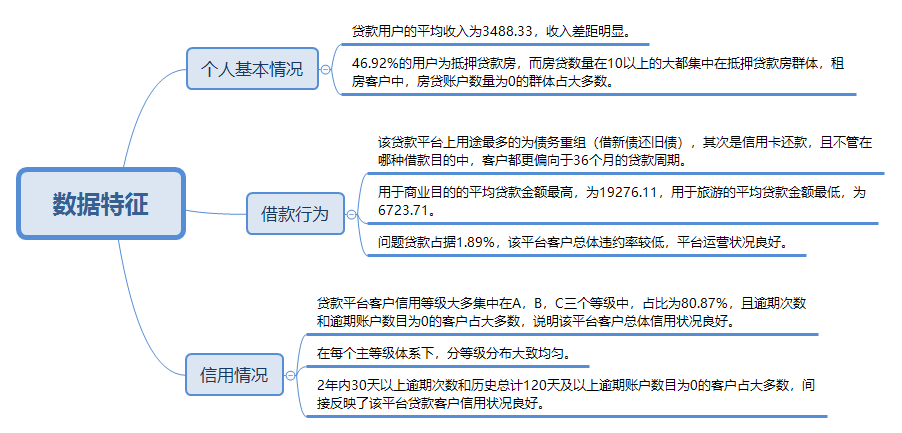 数据特征
个人基本情况
贷款用户的平均收入为3488.33，收入差距明显。
46.92%的用户为抵押贷款房，而房贷数量在10以上的大都集中在抵押贷款房群体，租
房客户中，房贷账户数量为0的群体占大多数。
借款行为
该贷款平台上用途最多的为债务重组（借新债还旧债），其次是信用卡还款，且不管在
哪种借款目的中，客户都更偏向于36个月的贷款周期。
用于商业目的的平均贷款金额最高，为19276.11，用于旅游的平均贷款金额最低，为
6723.71。
问题贷款占据1.89%，该平台客户总体违约率较低，平台运营状况良好。
信用情况
贷款平台客户信用等级大多集中在A，B，C三个等级中，占比为80.87%，且逾期次数
和逾期账户数目为0的客户占大多数，说明该平台客户总体信用状况良好。
在每个主等级体系下，分等级分布大致均匀。
2年内30天以上逾期次数和历史总计120天及以上逾期账户数目为0的客户占大多数，间
接反映了该平台贷款客户信用状况良好。